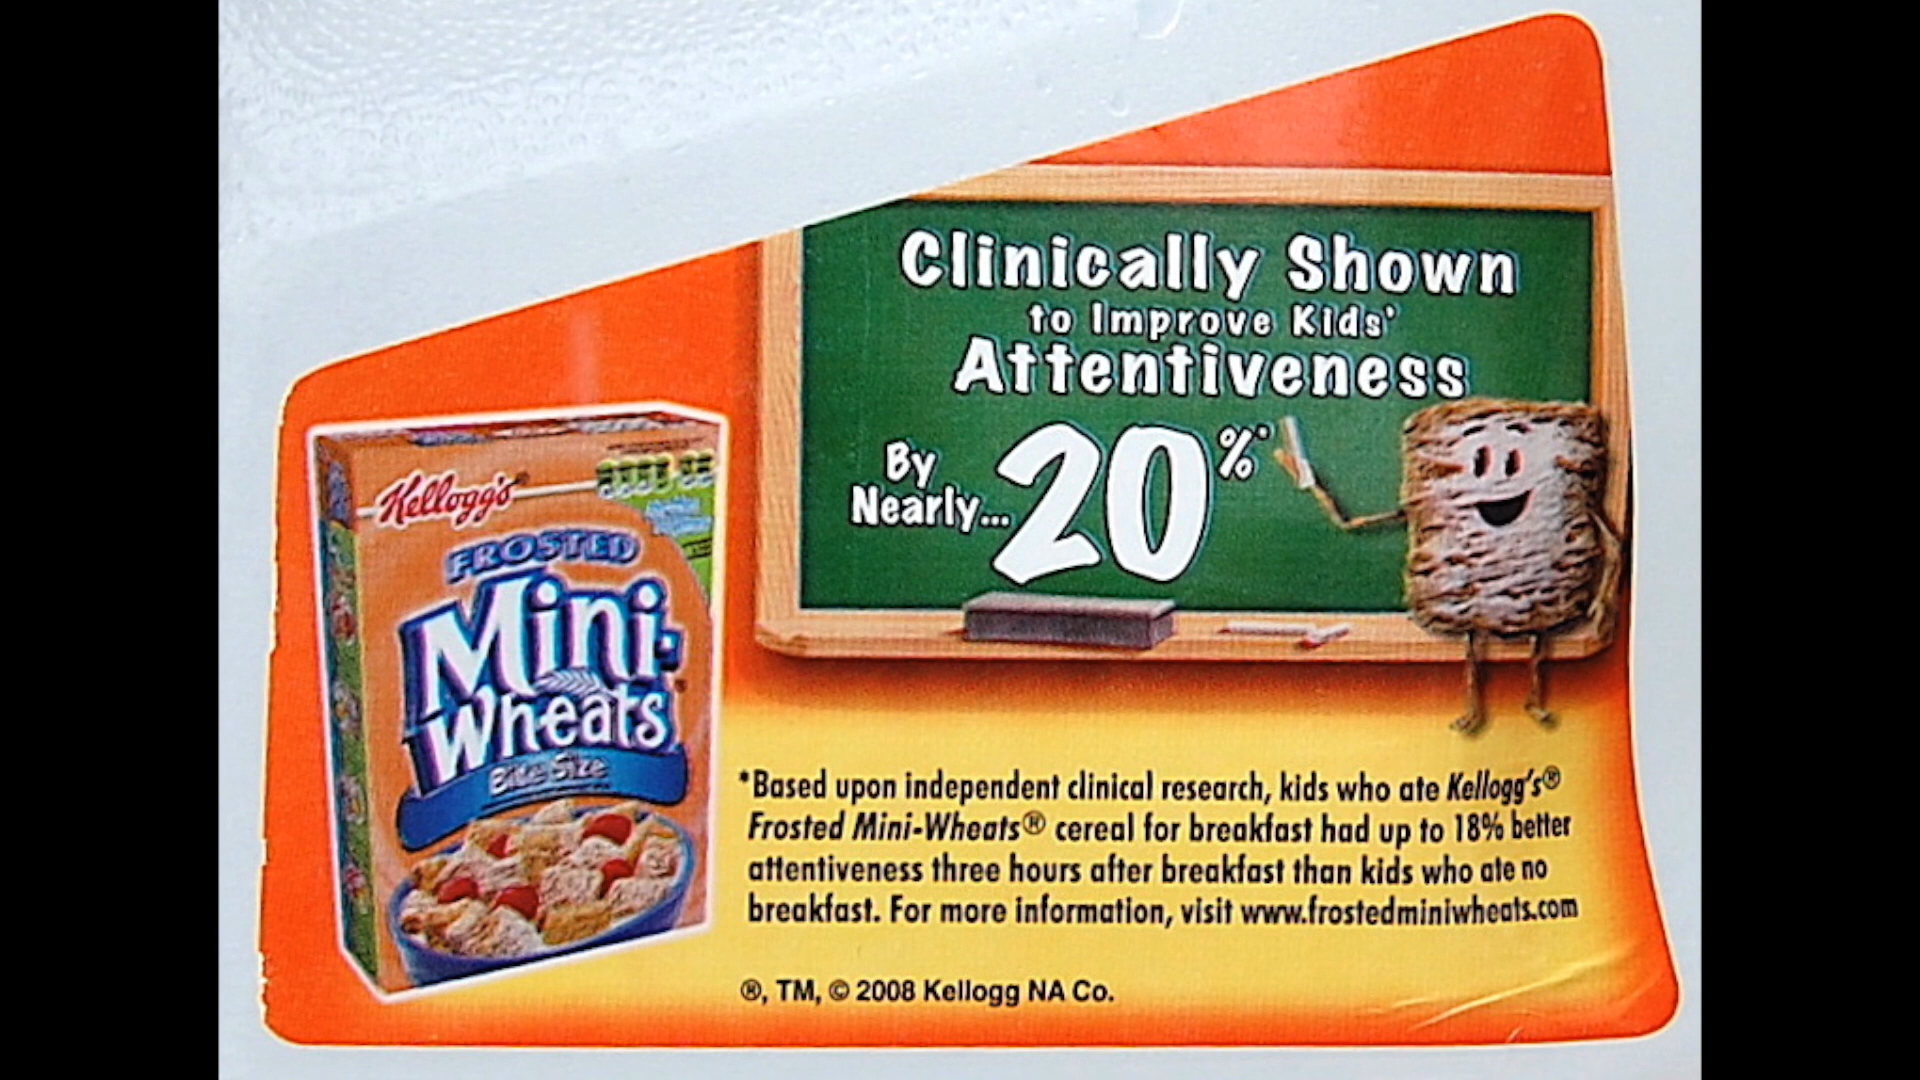 Clinically Shown
to Improve Kids'
Attentiveness
By
Nearly... 20%*
Kellogg's®
FROSTED
Mini-
Wheats®
Bite Size
*Based upon independent clinical research, kids who ate Kellogg's®
Frosted Mini-Wheats® cereal for breakfast had up to 18% better
attentiveness three hours after breakfast than kids who ate no
breakfast. For more information, visit www.frostedminiwheats.com
®, TM, © 2008 Kellogg NA Co.